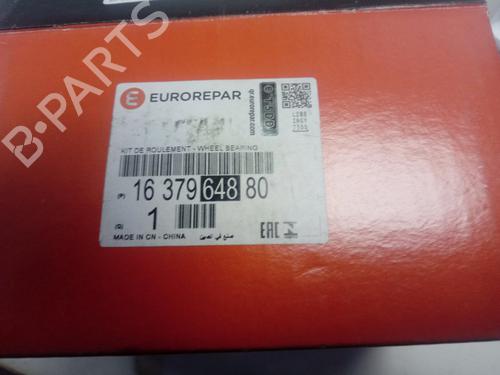 E EUROREPAR
qr.eurorepar.com
KIT DE ROULEMENT - WHEEL BEARING
(P) 16 379 648 80
(Q) 1
MADE IN CN - CHINA صنع في الصين
EAC
B-PARTS